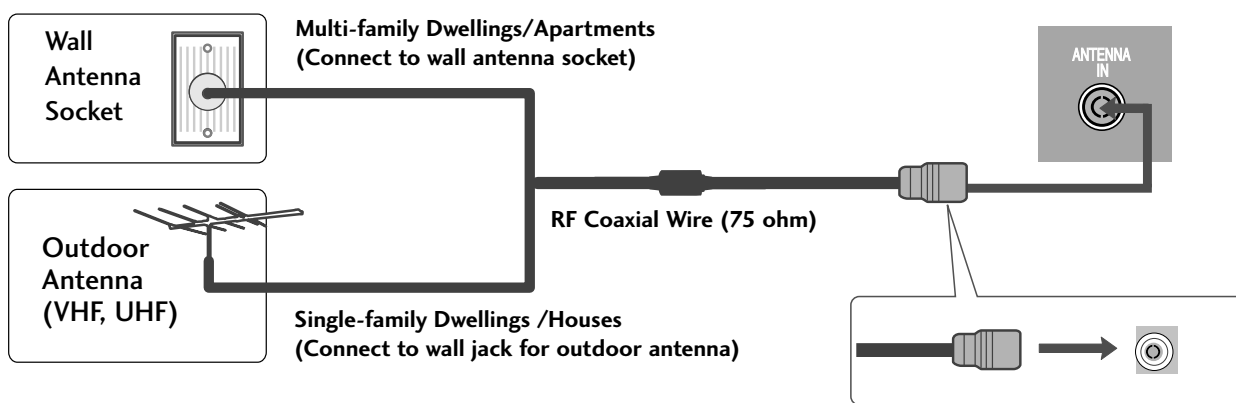 Wall
Antenna
Socket
Multi-family Dwellings/Apartments
(Connect to wall antenna socket)
ANTENNA
IN
RF Coaxial Wire (75 ohm)
Outdoor
Antenna
(VHF, UHF)
Single-family Dwellings /Houses
(Connect to wall jack for outdoor antenna)